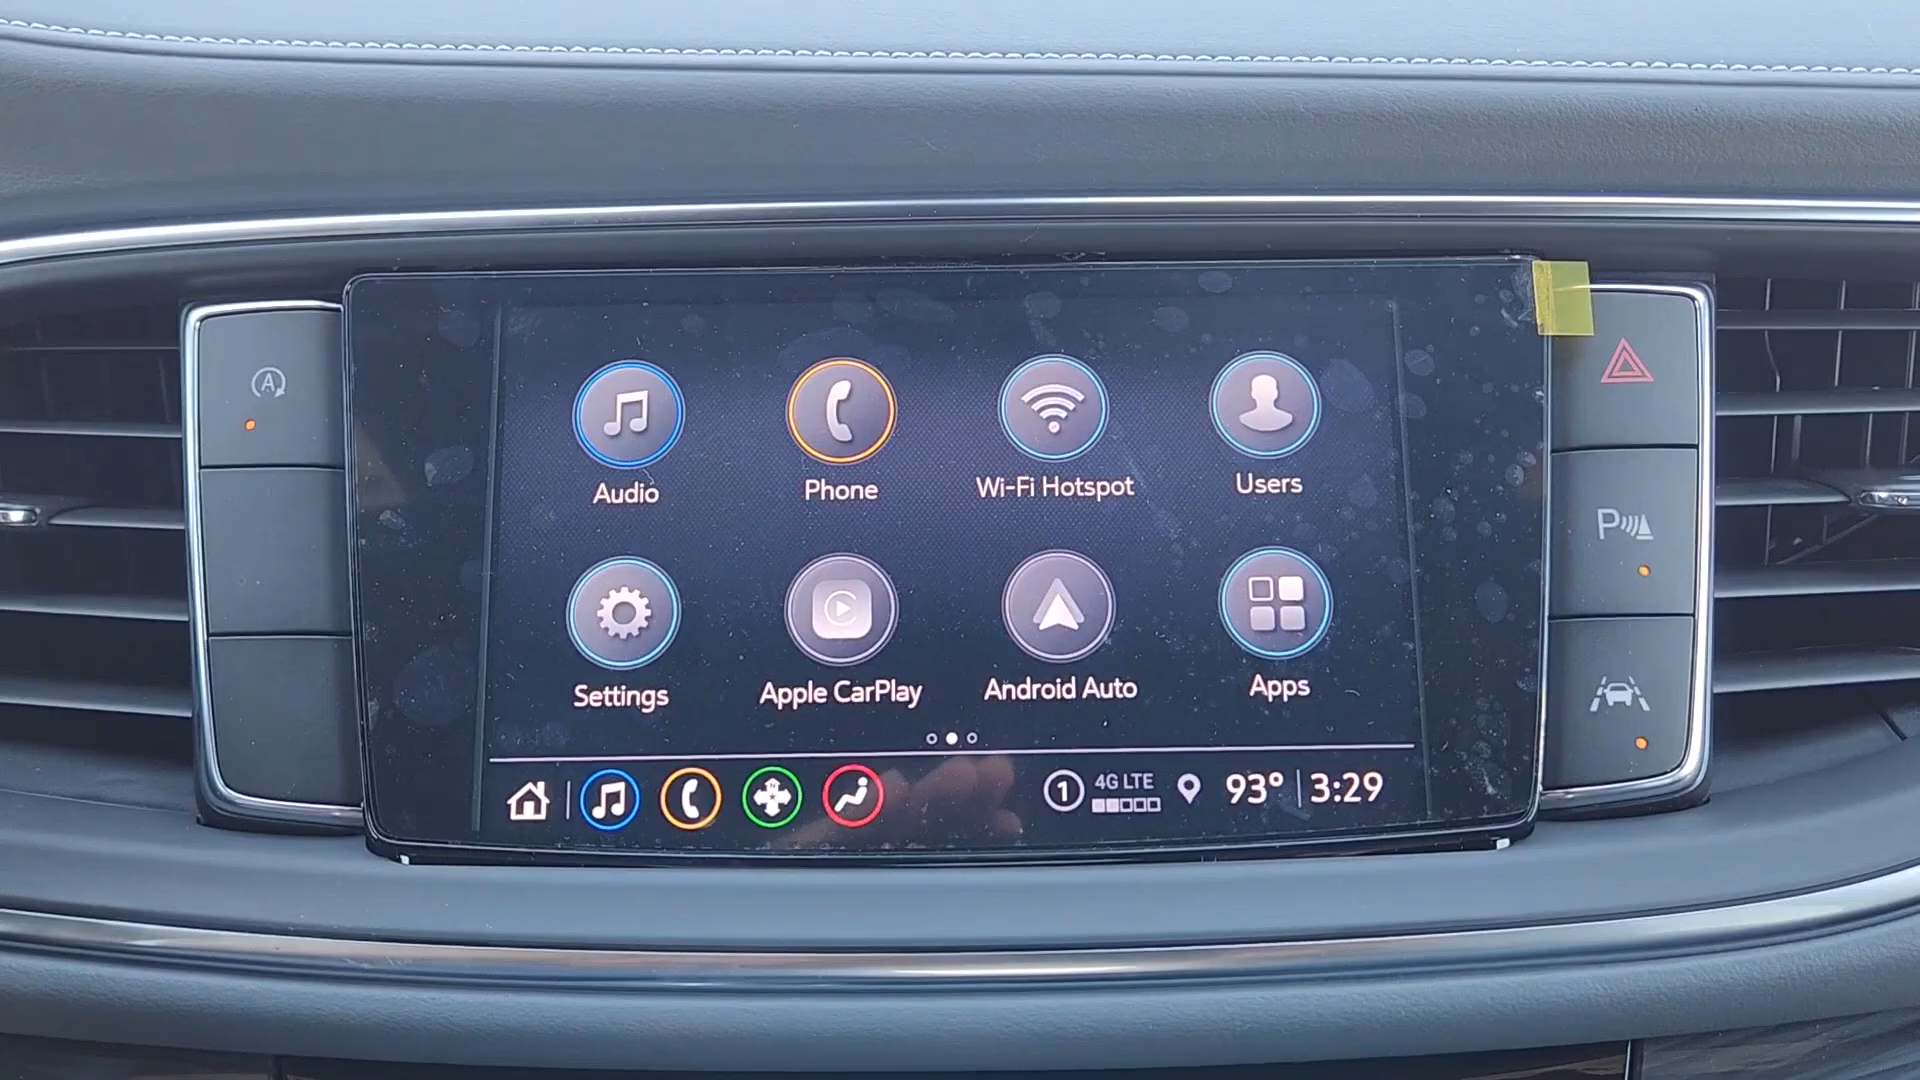 A
Audio
Phone
Wi-Fi Hotspot
Users
P
Settings
Apple CarPlay
Android Auto
Apps
1
4G LTE
93° 3:29